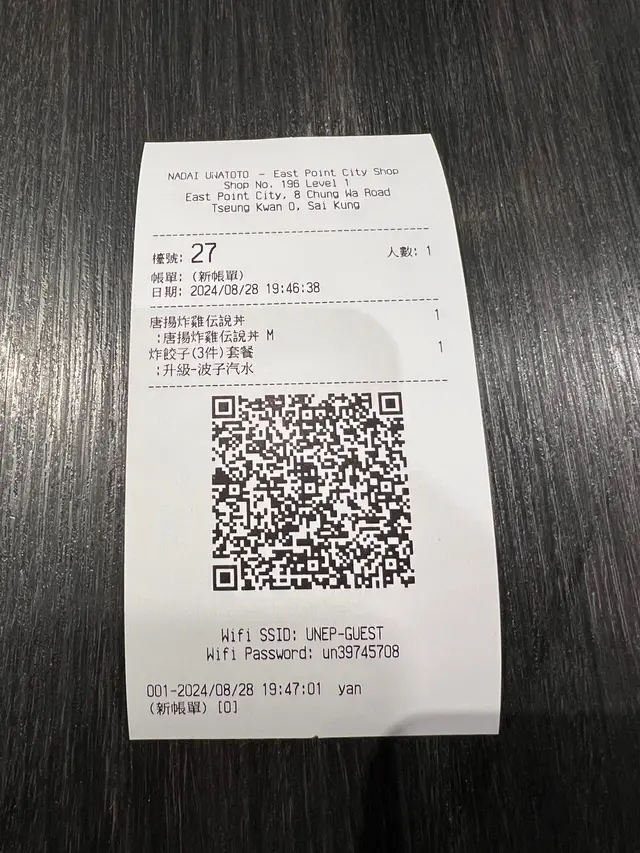 NADAI UNATOTO - East Point City Shop
Shop No. 196 Level 1
East Point City, 8 Chung Wa Road
Tseung Kwan O, Sai Kung
檯號: 27 人數: 1
帳單: (新帳單)
日期: 2024/08/28 19:46:38
唐揚炸雞伝說丼 1
:唐揚炸雞伝說丼 M
炸餃子(3件)套餐 1
:升級-波子汽水
Wifi SSID: UNEP-GUEST
Wifi Password: un39745708
001-2024/08/28 19:47:01 yan
(新帳單) [0]